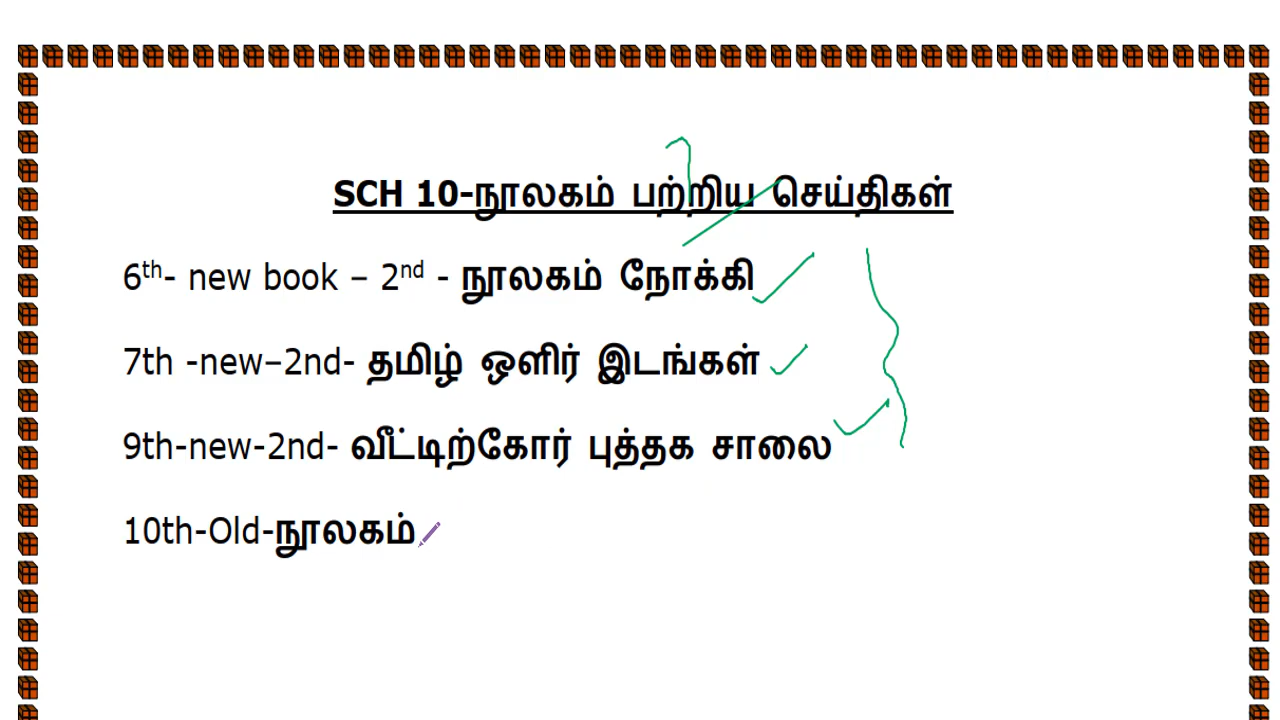 SCH 10-நூலகம் பற்றிய செய்திகள்
6th- new book – 2nd - நூலகம் நோக்கி
7th -new–2nd- தமிழ் ஒளிர் இடங்கள்
9th-new-2nd- வீட்டிற்கோர் புத்தக சாலை
10th-Old-நூலகம்